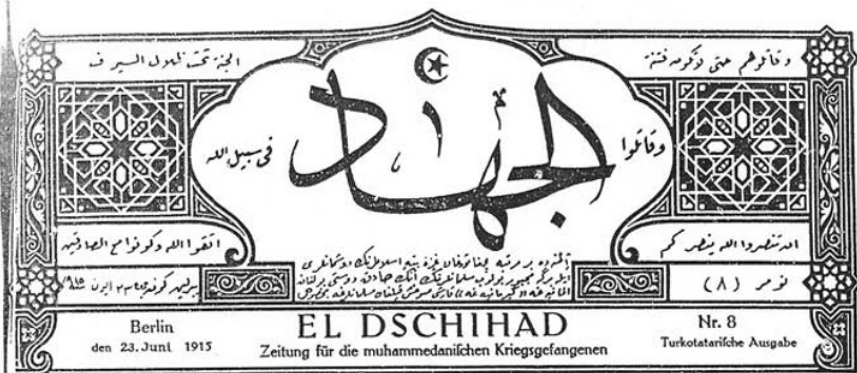 وقاتلوهم حتى لا تكون فتنة
الجنة تحت ظلال السيوف
الجهاد
وقاتلوا
في سبيل الله
ان تنصروا الله ينصركم
اتقوا الله وكونوا مع الصادقين
نومر (٨)
Berlin
den 23. Juni 1915
EL DSCHIHAD
Zeitung für die muhammedaniſchen Kriegsgefangenen
Nr. 8
Turkotatariſche Ausgabe